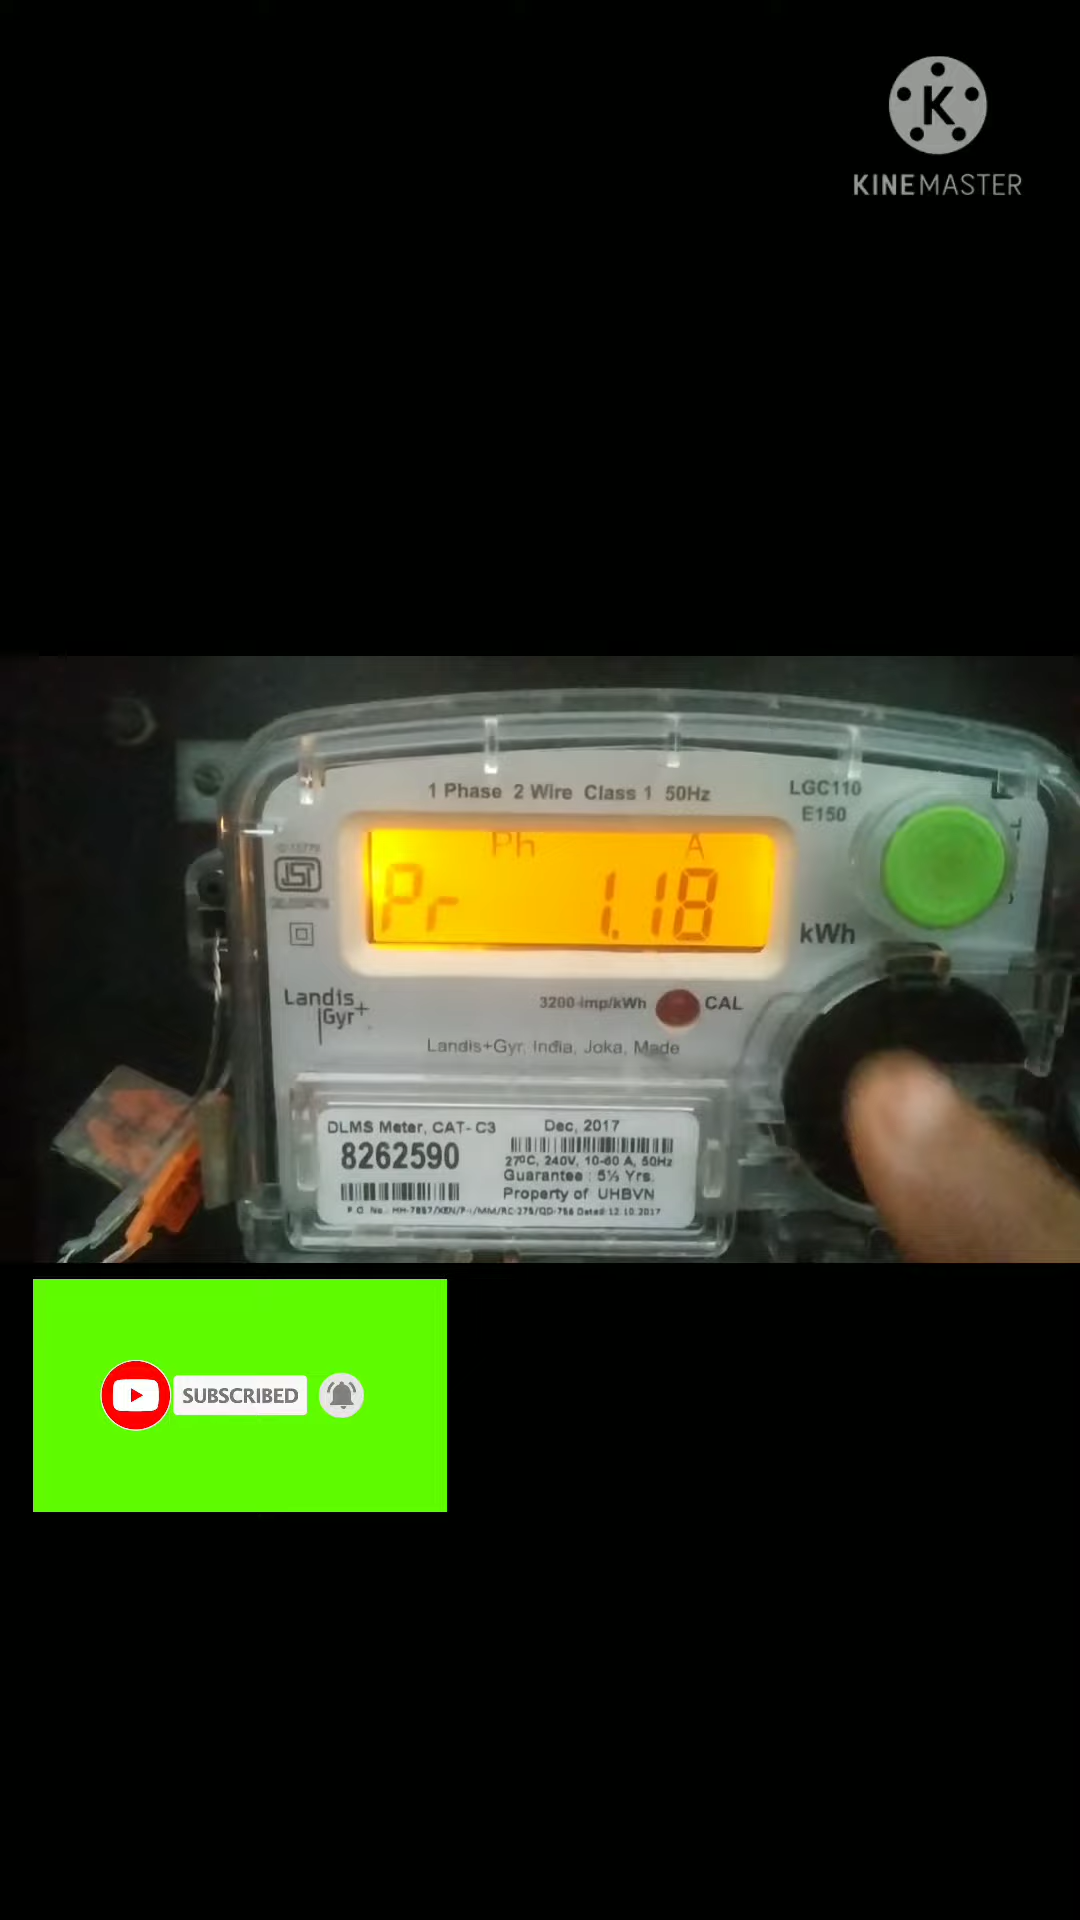 K
KINEMASTER
1 Phase 2 Wire Class 1 50Hz
LGC110
E150
Ph A
Pr 1.18
kWh
Landis
Gyr+
3200 imp/kWh CAL
Landis+Gyr, India, Joka, Made
DLMS Meter, CAT- C3
Dec, 2017
8262590
27°C, 240V, 10-60 A, 50Hz
Guarantee : 5½ Yrs.
Property of UHBVN
SUBSCRIBED